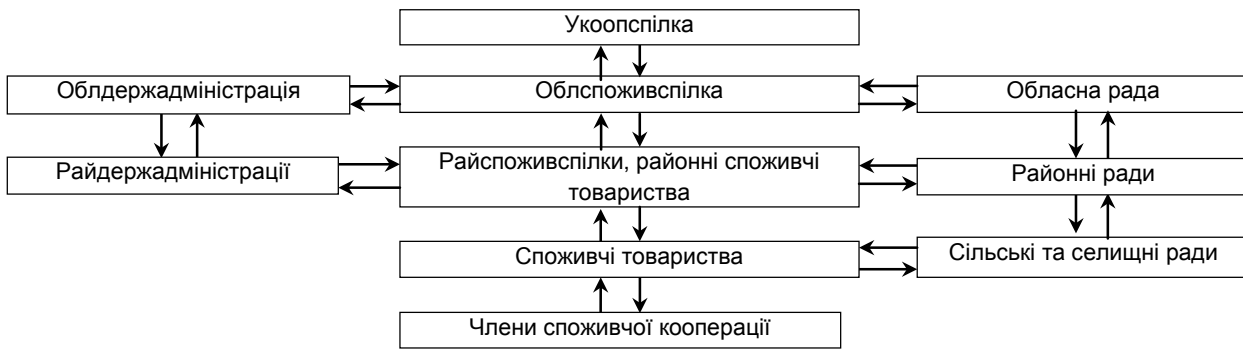 Укоопспілка
Облдержадміністрація
Облспоживспілка
Обласна рада
Райдержадміністрації
Райспоживспілки, районні споживчі
товариства
Районні ради
Споживчі товариства
Сільські та селищні ради
Члени споживчої кооперації